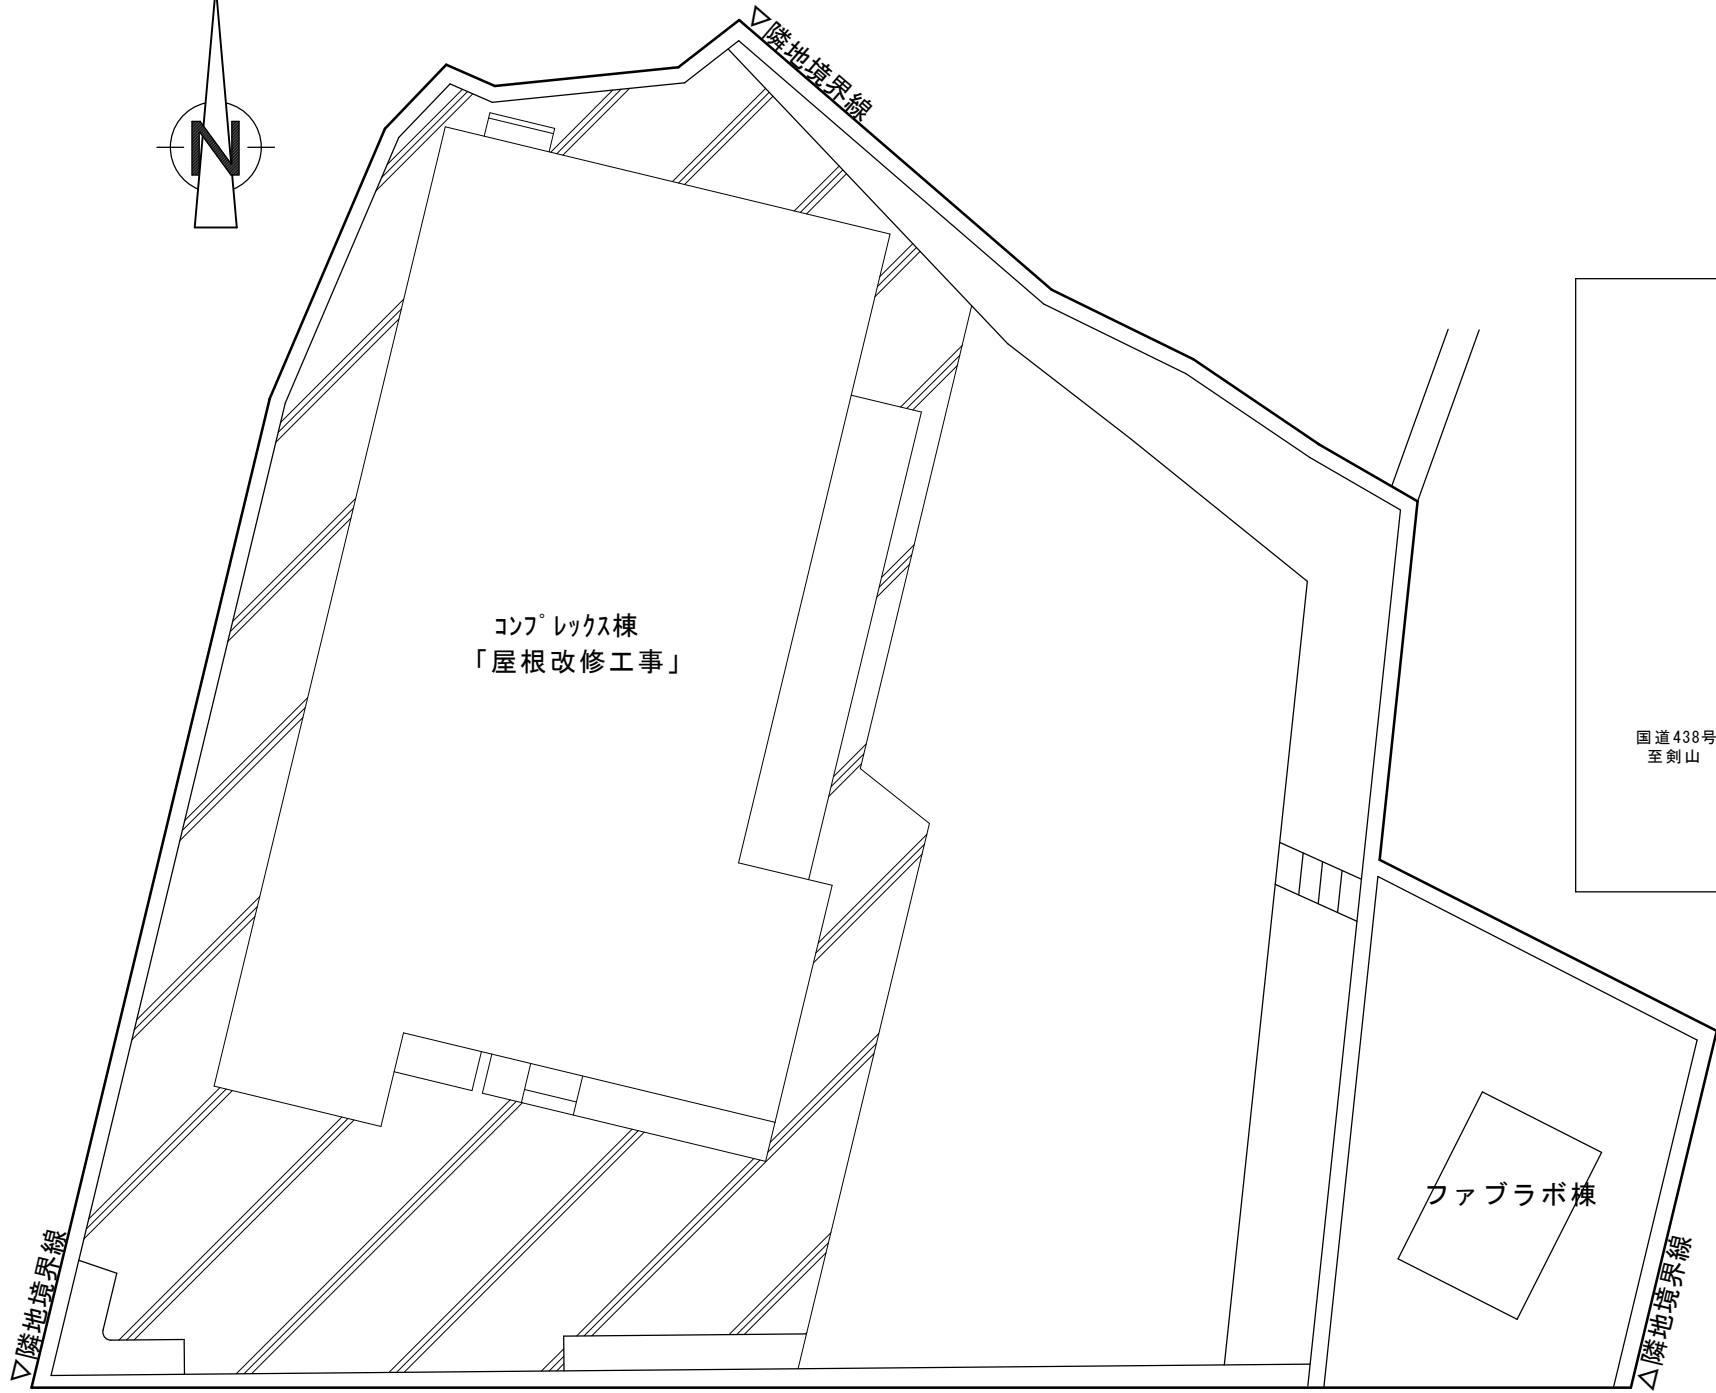 ▽隣地境界線
N
コンプレックス棟
「屋根改修工事」
国道438号
至剣山
ファブラボ棟
▽隣地境界線
△隣地境界線